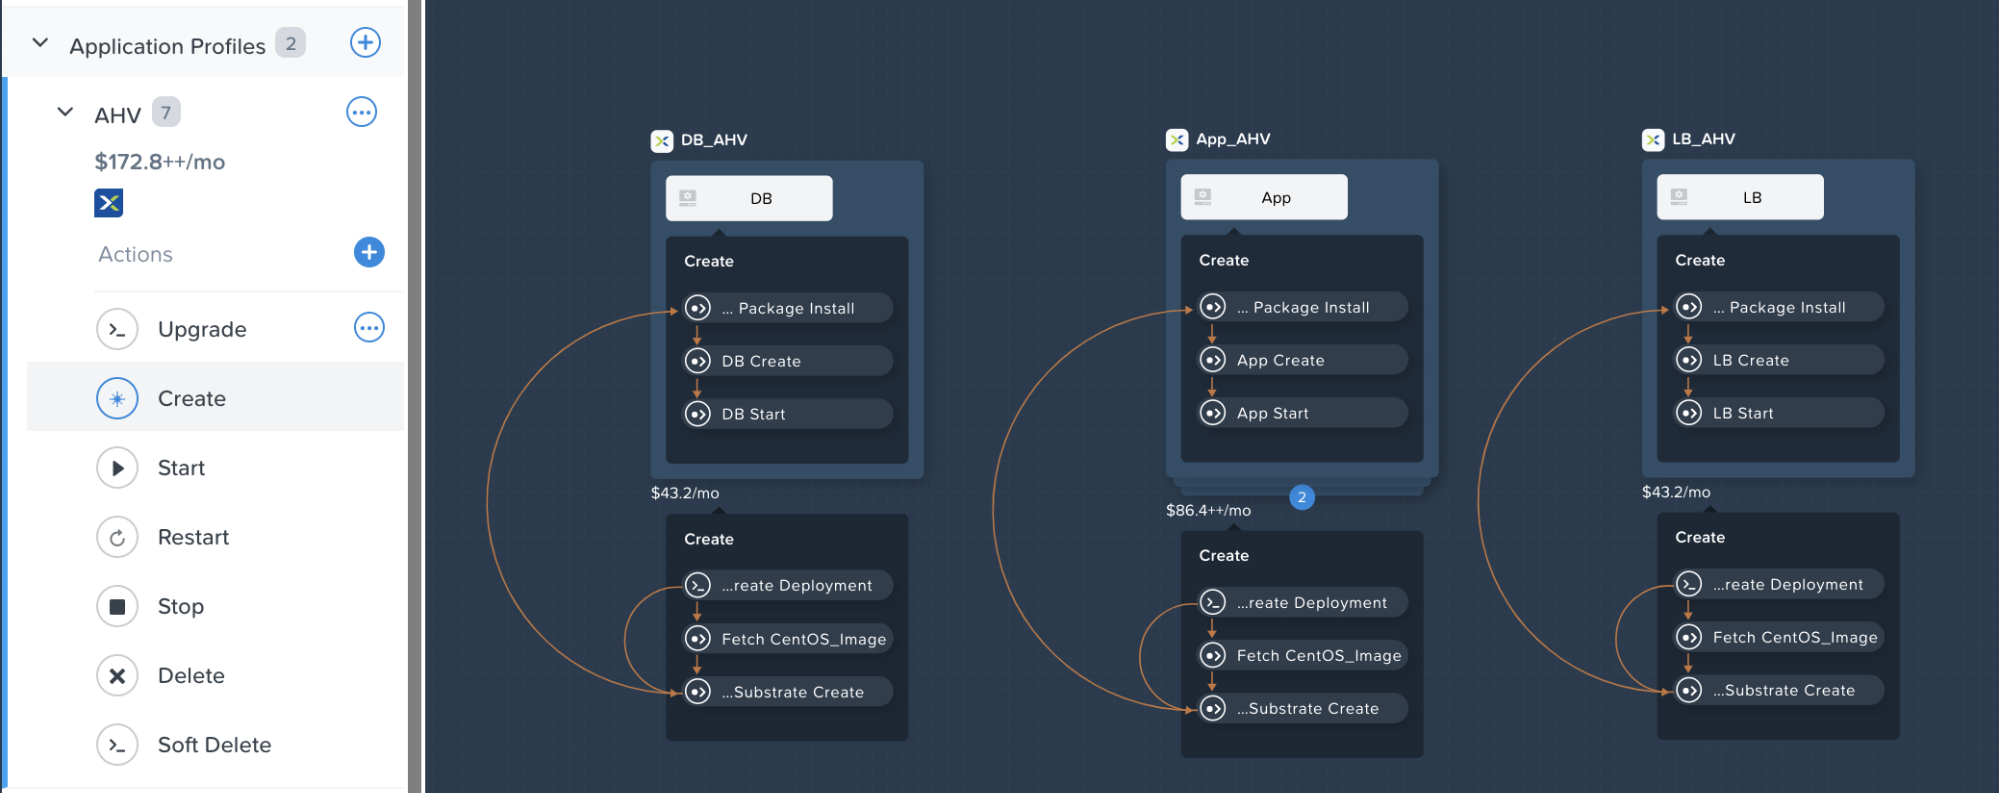 Application Profiles 2
AHV 7
$172.8++/mo
Actions
Upgrade
Create
Start
Restart
Stop
Delete
Soft Delete
DB_AHV
DB
Create
... Package Install
DB Create
DB Start
$43.2/mo
Create
...reate Deployment
Fetch CentOS_Image
...Substrate Create
App_AHV
App
Create
... Package Install
App Create
App Start
2
$86.4++/mo
Create
...reate Deployment
Fetch CentOS_Image
...Substrate Create
LB_AHV
LB
Create
... Package Install
LB Create
LB Start
$43.2/mo
Create
...reate Deployment
Fetch CentOS_Image
...Substrate Create